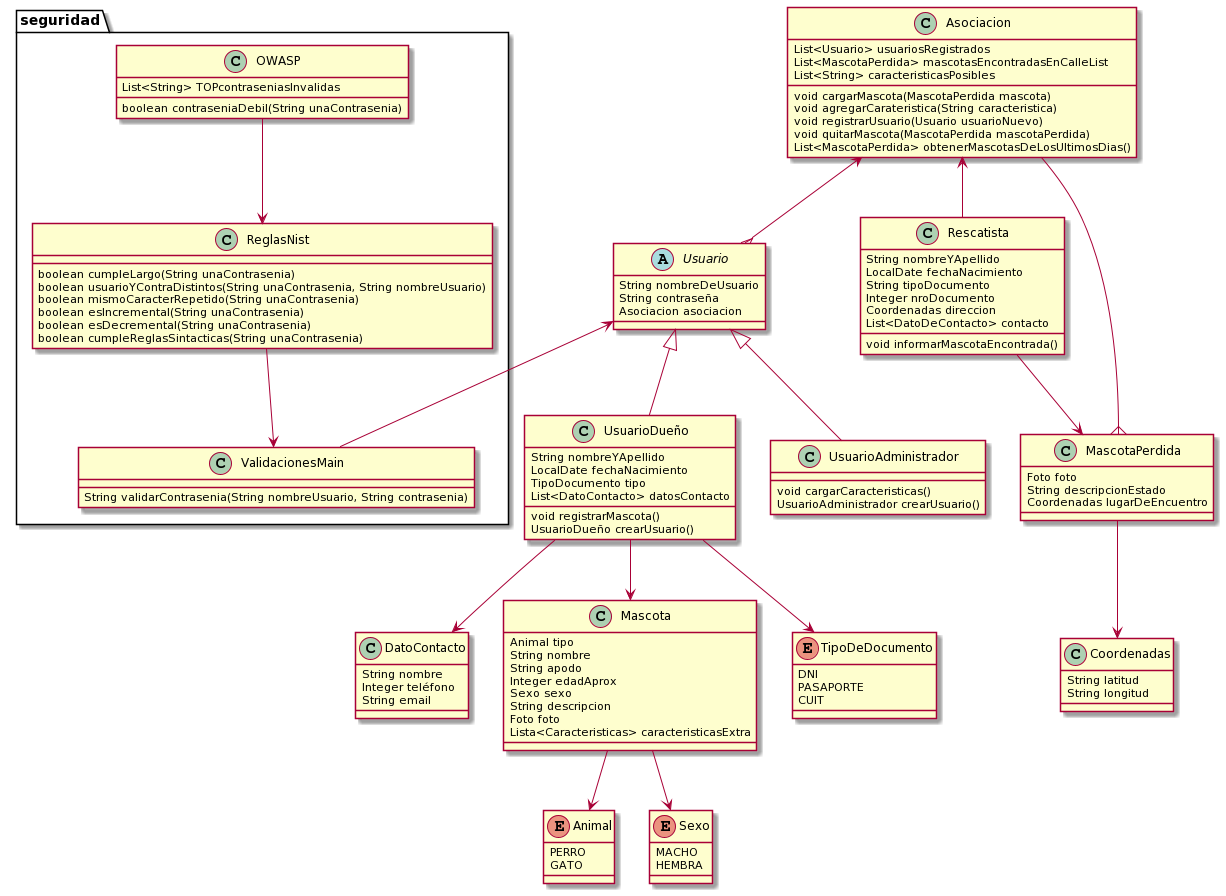 seguridad
C OWASP
List<String> TOPcontraseniasInvalidas
boolean contraseniaDebil(String unaContrasenia)
C ReglasNist
boolean cumpleLargo(String unaContrasenia)
boolean usuarioYContraDistintos(String unaContrasenia, String nombreUsuario)
boolean mismoCaracterRepetido(String unaContrasenia)
boolean esIncremental(String unaContrasenia)
boolean esDecremental(String unaContrasenia)
boolean cumpleReglasSintacticas(String unaContrasenia)
C ValidacionesMain
String validarContrasenia(String nombreUsuario, String contrasenia)
C Asociacion
List<Usuario> usuariosRegistrados
List<MascotaPerdida> mascotasEncontradasEnCalleList
List<String> caracteristicasPosibles
void cargarMascota(MascotaPerdida mascota)
void agregarCarateristica(String caracteristica)
void registrarUsuario(Usuario usuarioNuevo)
void quitarMascota(MascotaPerdida mascotaPerdida)
List<MascotaPerdida> obtenerMascotasDeLosUltimosDias()
A Usuario
String nombreDeUsuario
String contraseña
Asociacion asociacion
C Rescatista
String nombreYApellido
LocalDate fechaNacimiento
String tipoDocumento
Integer nroDocumento
Coordenadas direccion
List<DatoDeContacto> contacto
void informarMascotaEncontrada()
C UsuarioDueño
String nombreYApellido
LocalDate fechaNacimiento
TipoDocumento tipo
List<DatoContacto> datosContacto
void registrarMascota()
UsuarioDueño crearUsuario()
C UsuarioAdministrador
void cargarCaracteristicas()
UsuarioAdministrador crearUsuario()
C MascotaPerdida
Foto foto
String descripcionEstado
Coordenadas lugarDeEncuentro
C DatoContacto
String nombre
Integer teléfono
String email
C Mascota
Animal tipo
String nombre
String apodo
Integer edadAprox
Sexo sexo
String descripcion
Foto foto
Lista<Caracteristicas> caracteristicasExtra
E TipoDeDocumento
DNI
PASAPORTE
CUIT
C Coordenadas
String latitud
String longitud
E Animal
PERRO
GATO
E Sexo
MACHO
HEMBRA